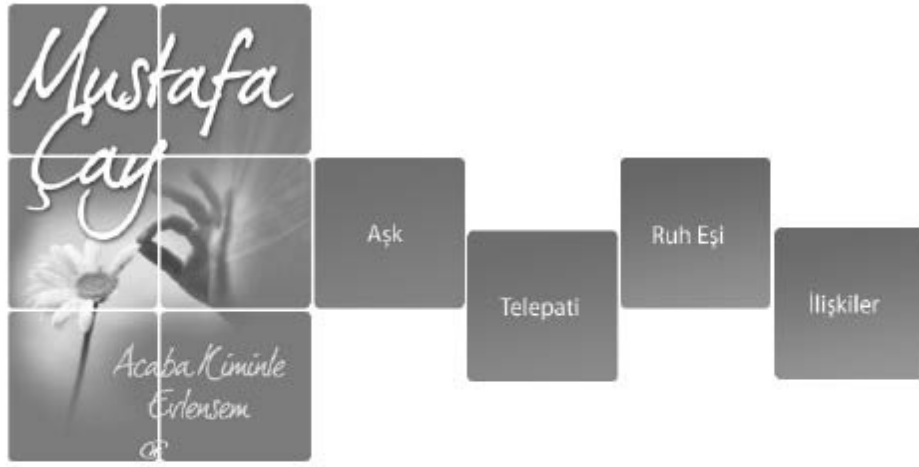 Mustafa
Çay
Aşk
Telepati
Ruh Eşi
İlişkiler
Acaba Kiminle
Evlensem